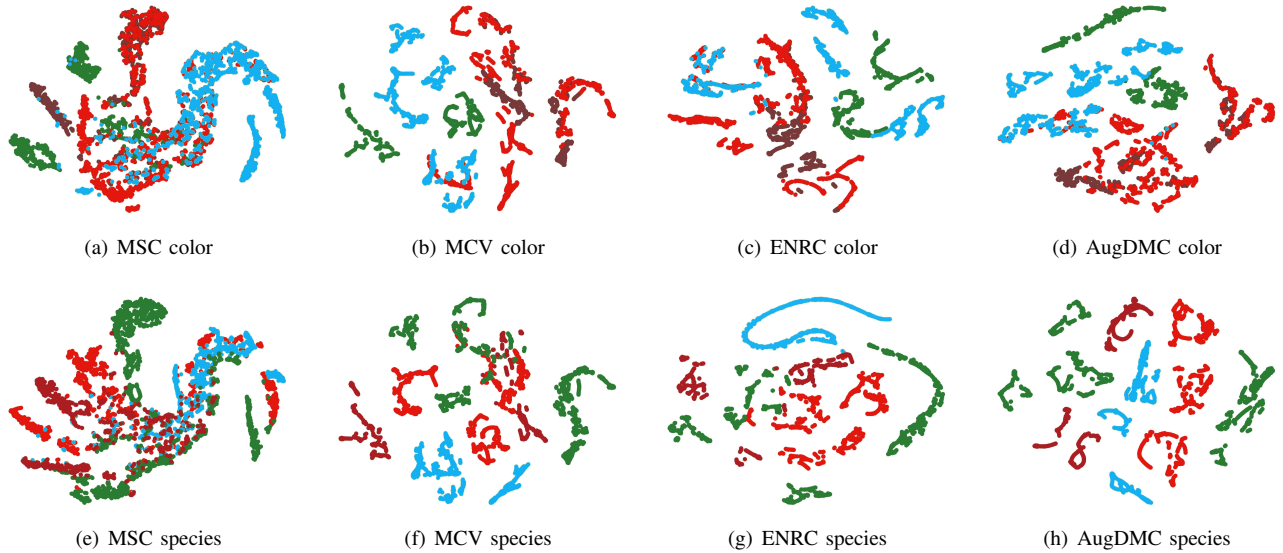 (a) MSC color
(b) MCV color
(c) ENRC color
(d) AugDMC color
(e) MSC species
(f) MCV species
(g) ENRC species
(h) AugDMC species